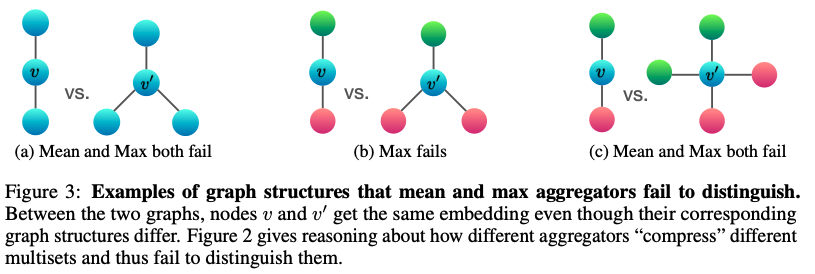 v
vs.
v′
(a) Mean and Max both fail
v
vs.
v′
(b) Max fails
v
vs.
v′
(c) Mean and Max both fail
Figure 3: Examples of graph structures that mean and max aggregators fail to distinguish.
Between the two graphs, nodes v and v′ get the same embedding even though their corresponding
graph structures differ. Figure 2 gives reasoning about how different aggregators “compress” different
multisets and thus fail to distinguish them.